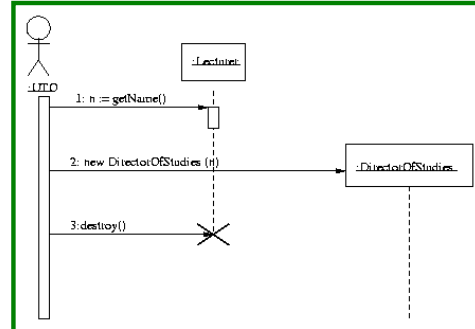 :Lecturer
:UTO
1: n := getName()
2: new DirectorOfStudies (n)
:DirectorOfStudies
3:destroy()